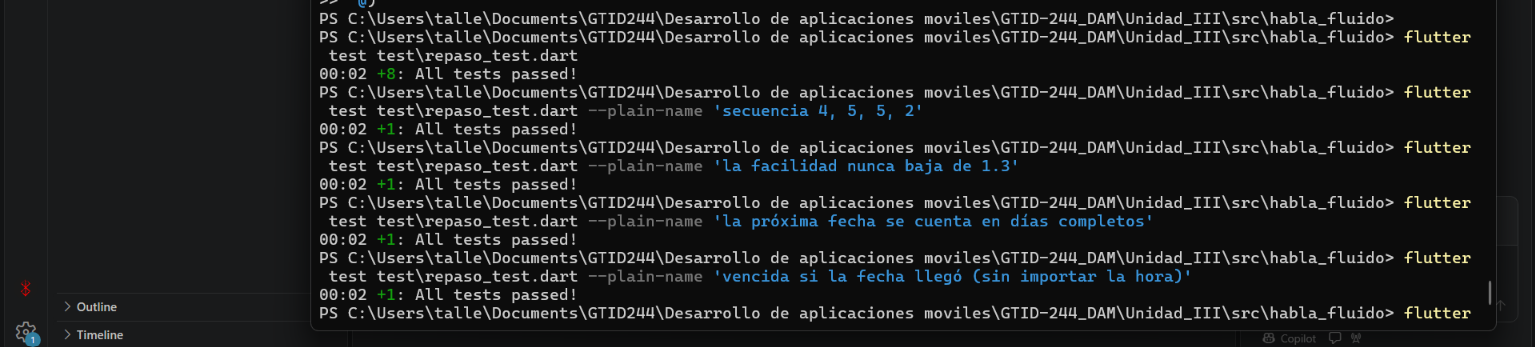 >> '@)
PS C:\Users\talle\Documents\GTID244\Desarrollo de aplicaciones moviles\GTID-244_DAM\Unidad_III\src\habla_fluido>
PS C:\Users\talle\Documents\GTID244\Desarrollo de aplicaciones moviles\GTID-244_DAM\Unidad_III\src\habla_fluido> flutter
test test\repaso_test.dart
00:02 +8: All tests passed!
PS C:\Users\talle\Documents\GTID244\Desarrollo de aplicaciones moviles\GTID-244_DAM\Unidad_III\src\habla_fluido> flutter
test test\repaso_test.dart --plain-name 'secuencia 4, 5, 5, 2'
00:02 +1: All tests passed!
PS C:\Users\talle\Documents\GTID244\Desarrollo de aplicaciones moviles\GTID-244_DAM\Unidad_III\src\habla_fluido> flutter
test test\repaso_test.dart --plain-name 'la facilidad nunca baja de 1.3'
00:02 +1: All tests passed!
PS C:\Users\talle\Documents\GTID244\Desarrollo de aplicaciones moviles\GTID-244_DAM\Unidad_III\src\habla_fluido> flutter
test test\repaso_test.dart --plain-name 'la próxima fecha se cuenta en días completos'
00:02 +1: All tests passed!
PS C:\Users\talle\Documents\GTID244\Desarrollo de aplicaciones moviles\GTID-244_DAM\Unidad_III\src\habla_fluido> flutter
test test\repaso_test.dart --plain-name 'vencida si la fecha llegó (sin importar la hora)'
00:02 +1: All tests passed!
PS C:\Users\talle\Documents\GTID244\Desarrollo de aplicaciones moviles\GTID-244_DAM\Unidad_III\src\habla_fluido> flutter
Outline
Timeline
1
Copilot